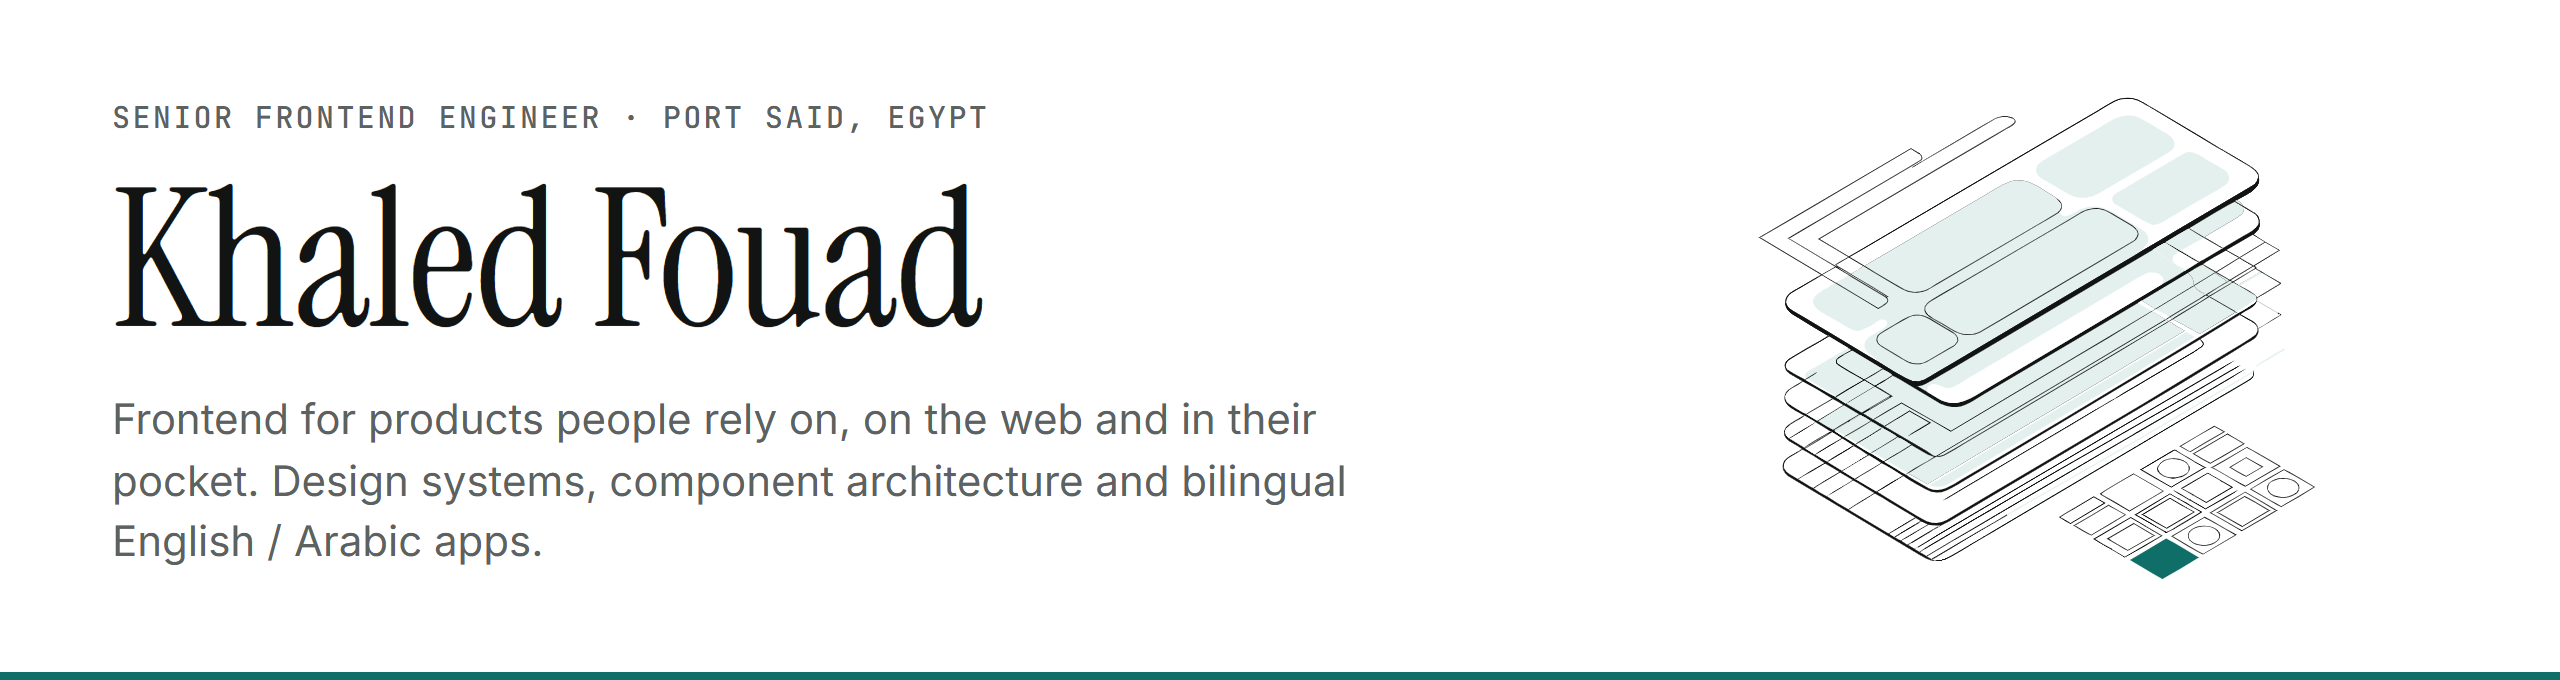 SENIOR FRONTEND ENGINEER · PORT SAID, EGYPT
Khaled Fouad
Frontend for products people rely on, on the web and in their
pocket. Design systems, component architecture and bilingual
English / Arabic apps.